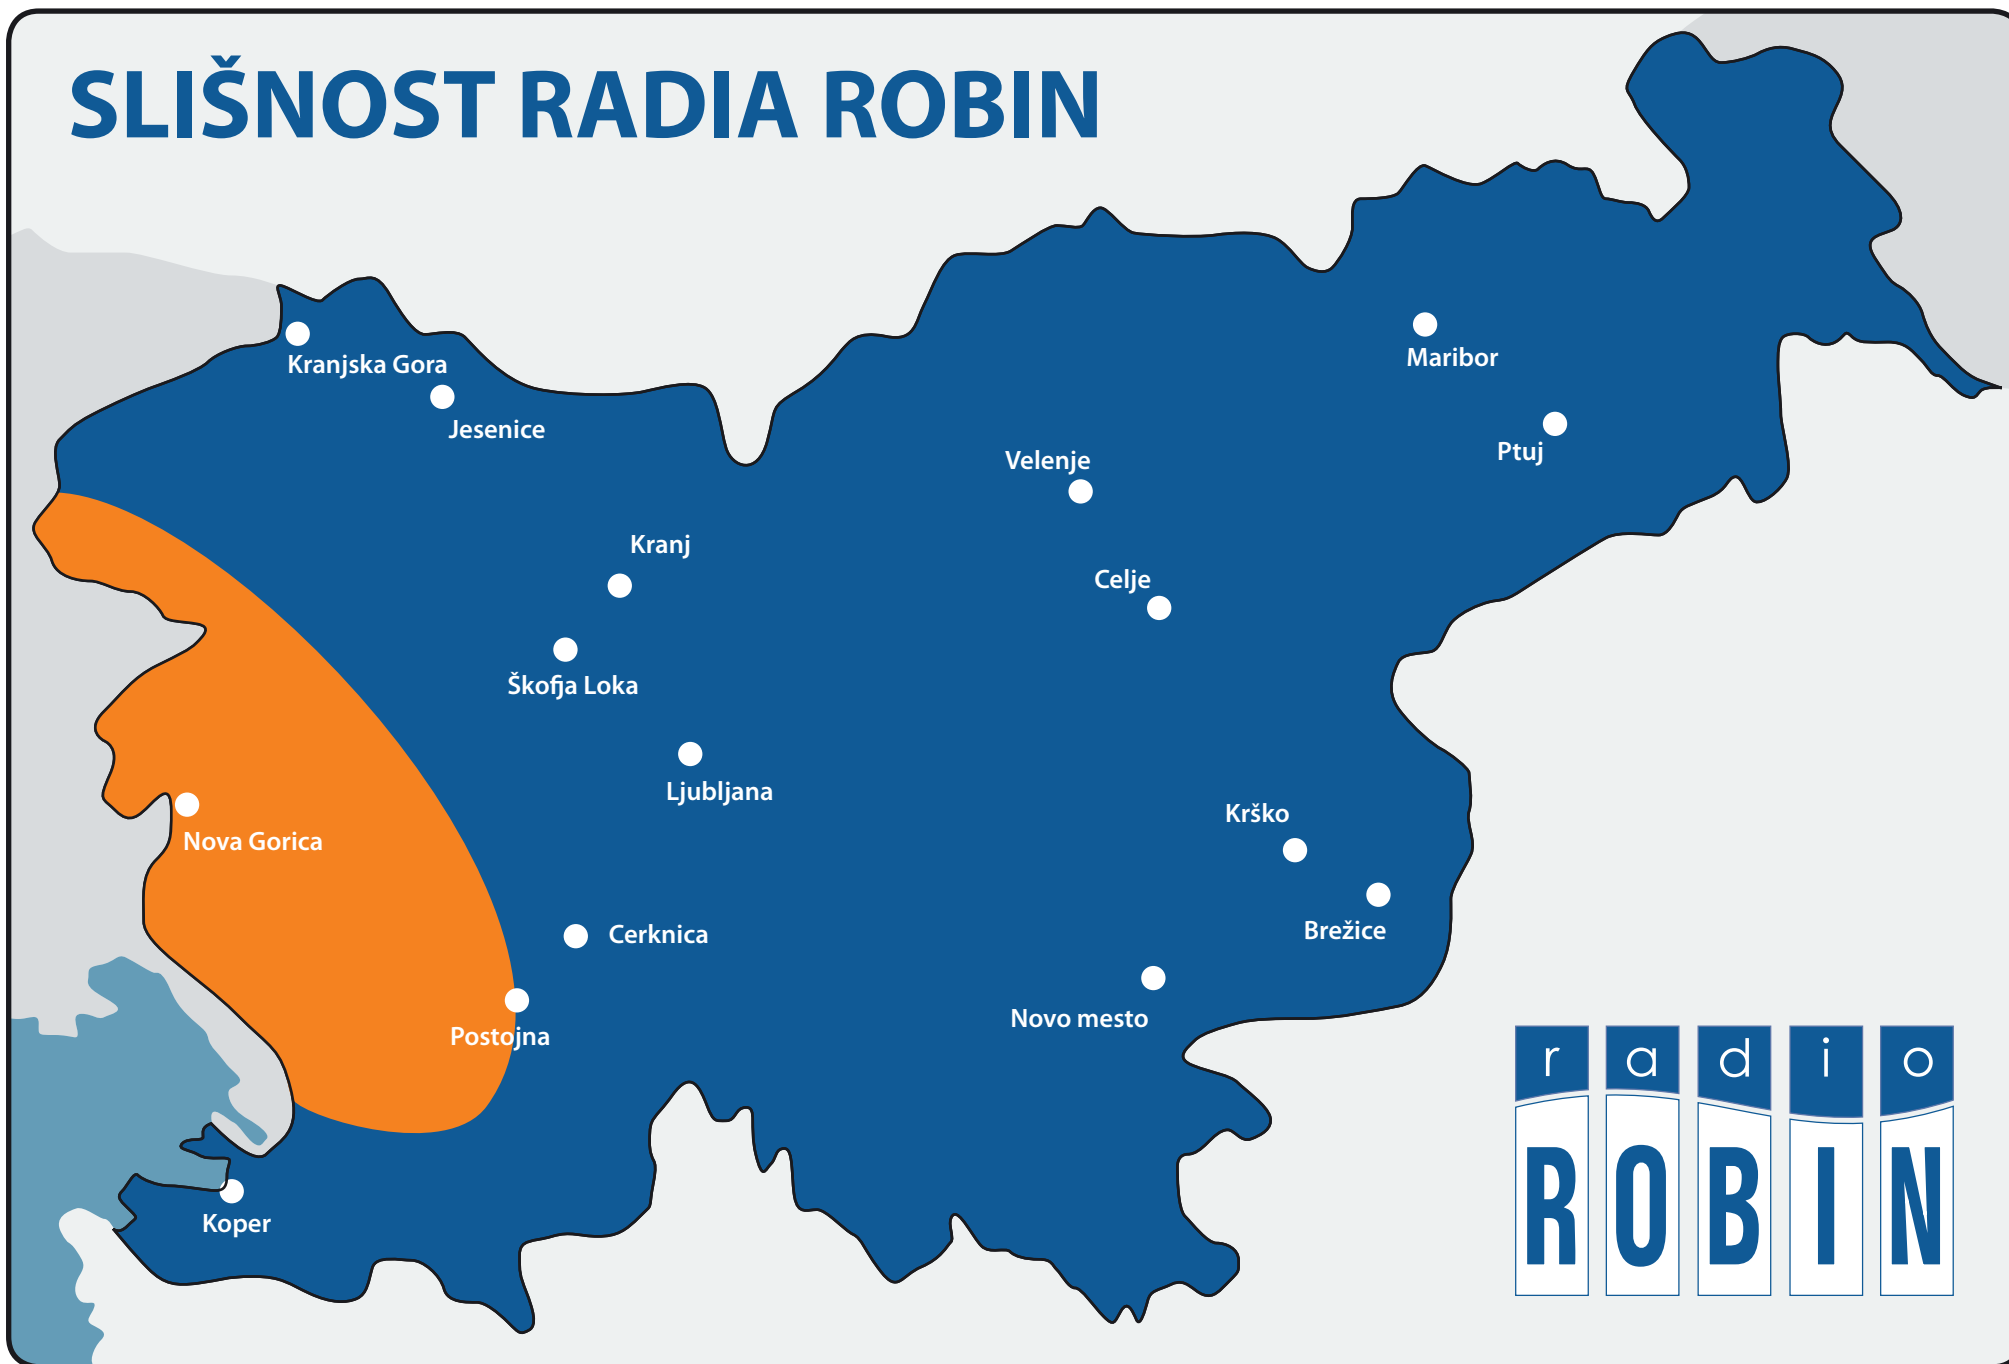 SLIŠNOST RADIA ROBIN
Kranjska Gora
Jesenice
Maribor
Ptuj
Velenje
Kranj
Celje
Škofja Loka
Ljubljana
Krško
Nova Gorica
Brežice
Cerknica
Novo mesto
Postojna
Koper
radio
ROBIN